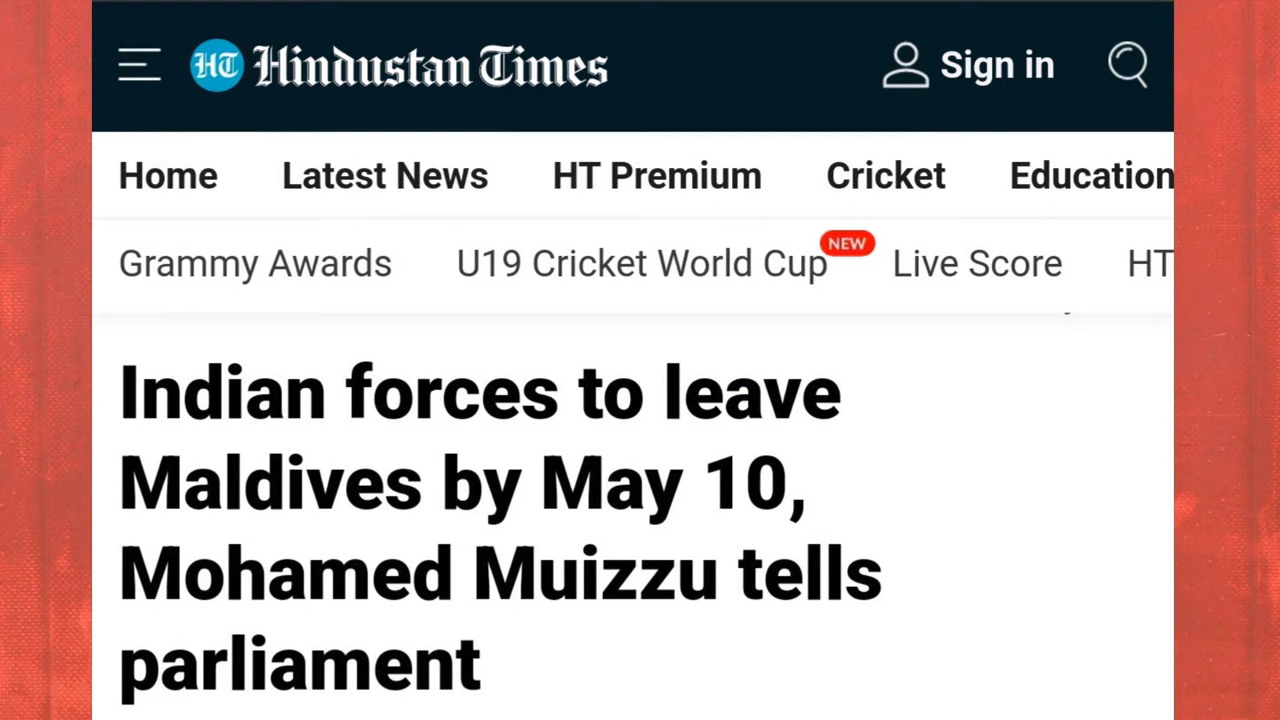 HT Hindustan Times
Sign in
Home Latest News HT Premium Cricket Education
Grammy Awards U19 Cricket World Cup NEW Live Score HT
Indian forces to leave
Maldives by May 10,
Mohamed Muizzu tells
parliament